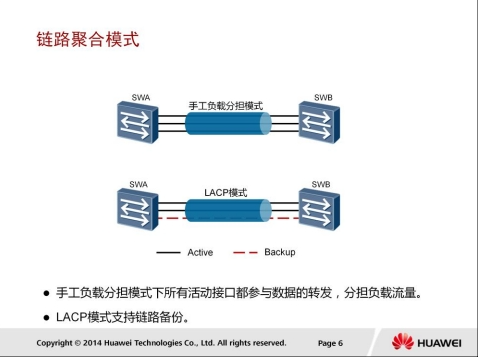 链路聚合模式
SWA
SWB
手工负载分担模式
SWA
SWB
LACP模式
Active
Backup
● 手工负载分担模式下所有活动接口都参与数据的转发，分担负载流量。
● LACP模式支持链路备份。
Copyright © 2014 Huawei Technologies Co., Ltd. All rights reserved.
Page 6
HUAWEI